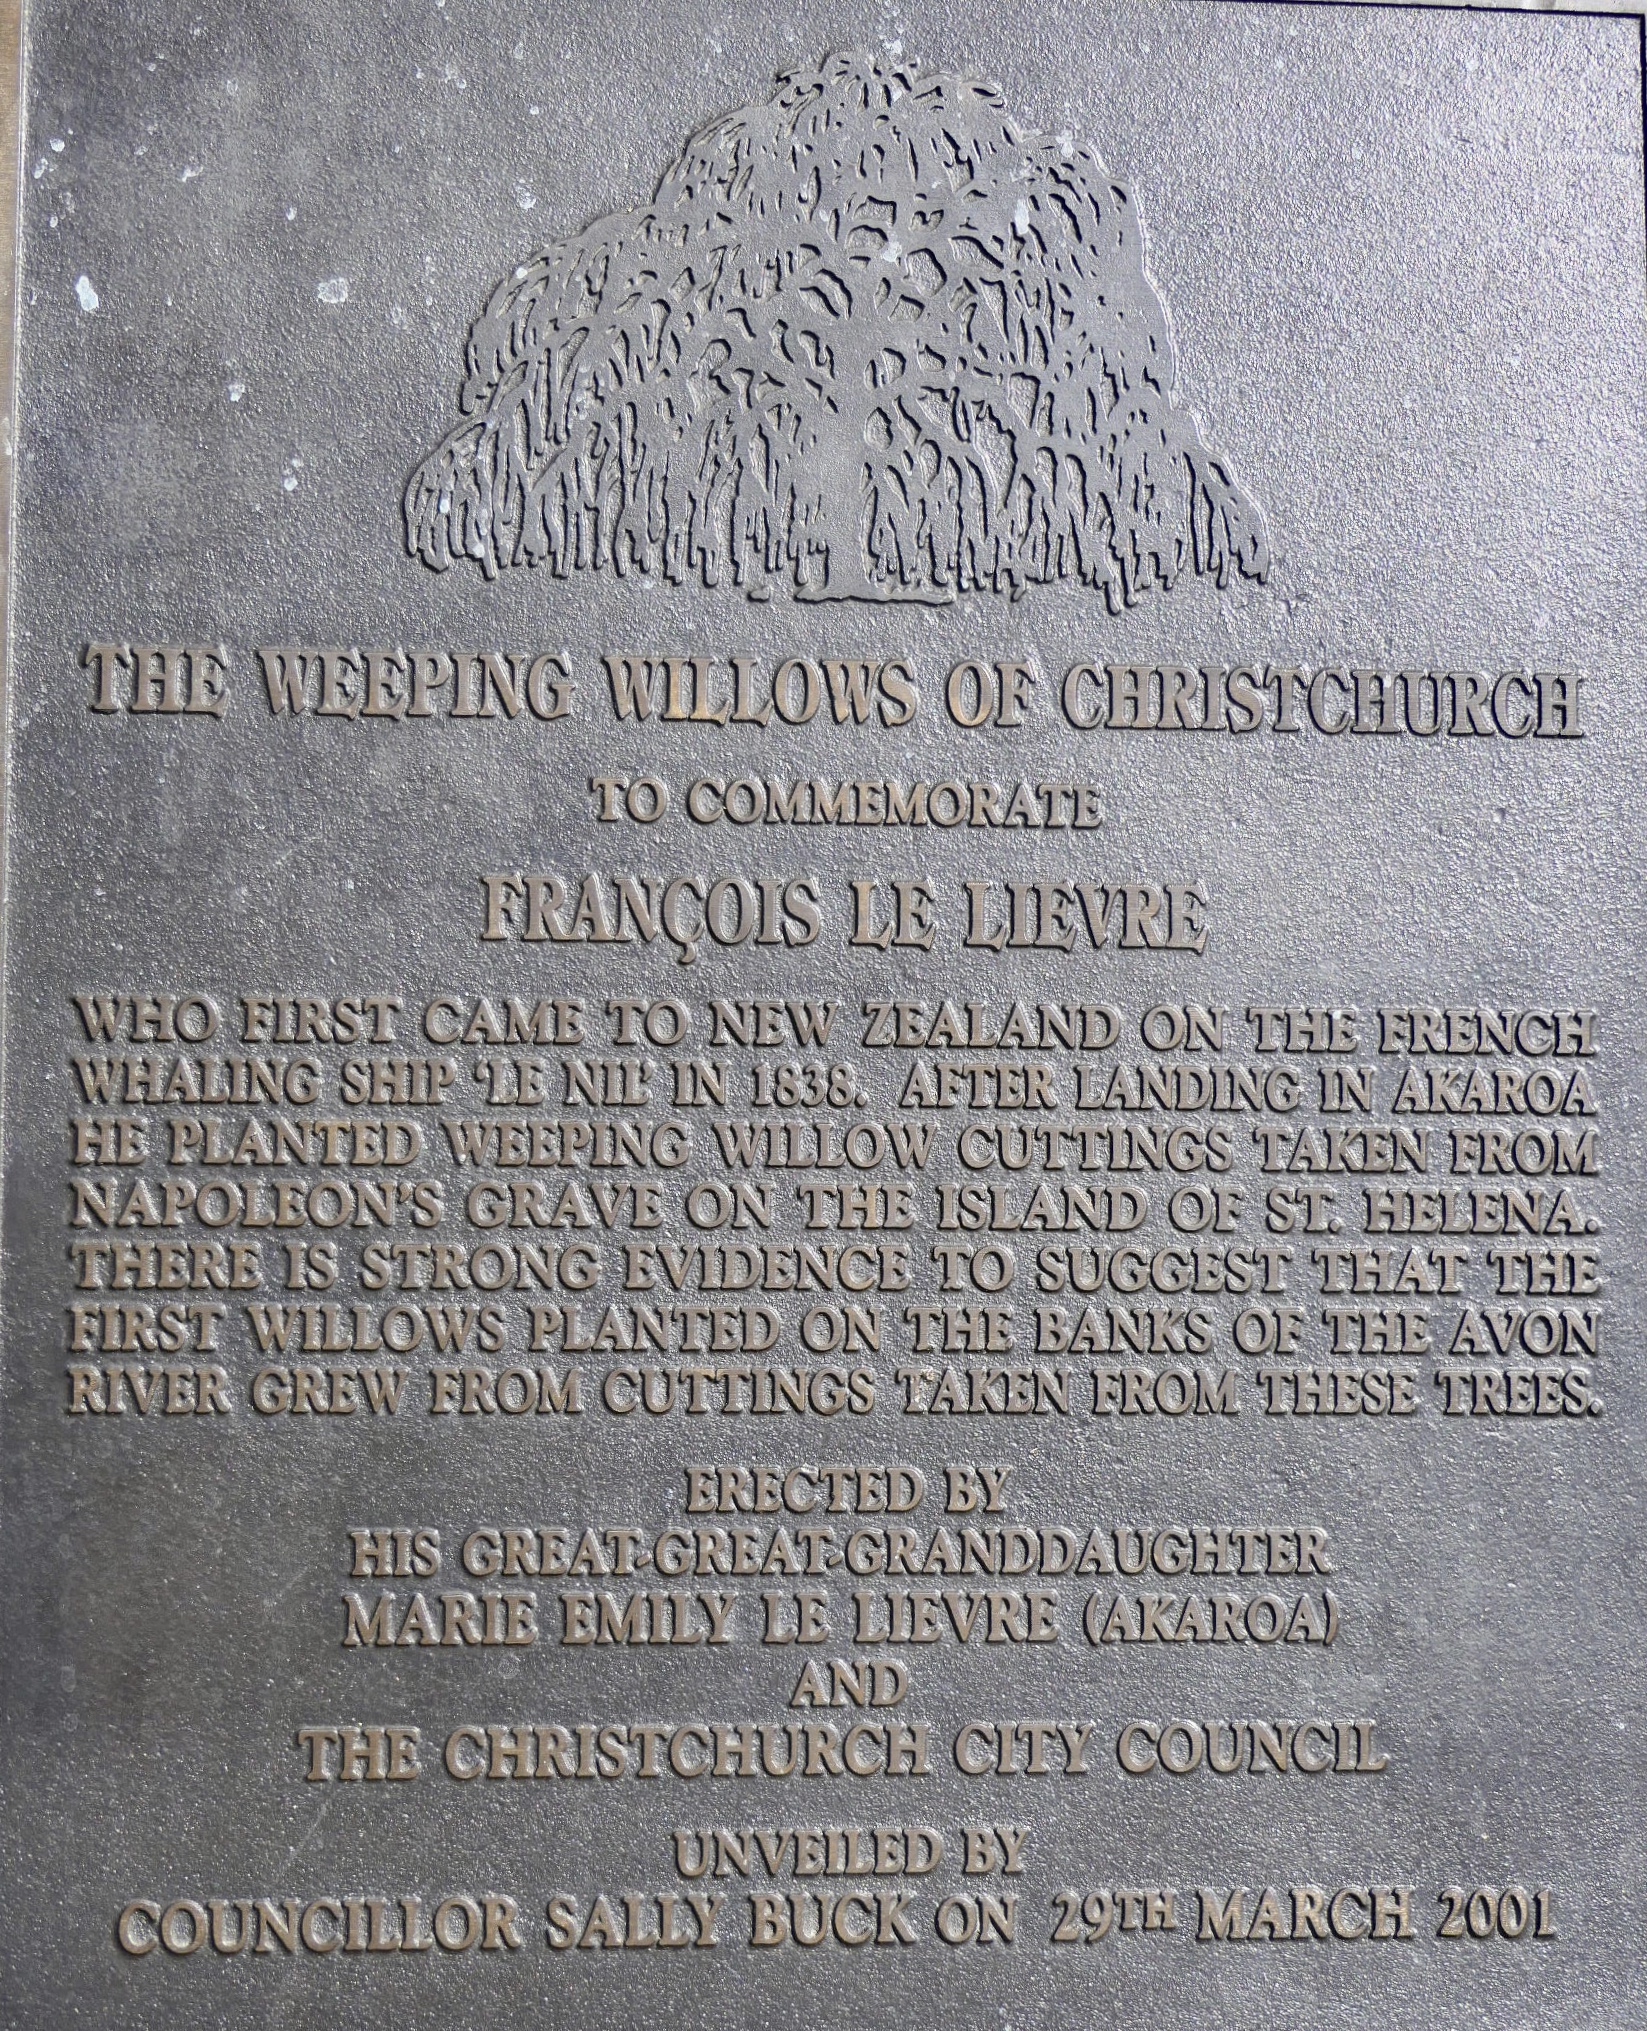 THE WEEPING WILLOWS OF CHRISTCHURCH
TO COMMEMORATE
FRANÇOIS LE LIEVRE
WHO FIRST CAME TO NEW ZEALAND ON THE FRENCH
WHALING SHIP 'LE NIL' IN 1838. AFTER LANDING IN AKAROA
HE PLANTED WEEPING WILLOW CUTTINGS TAKEN FROM
NAPOLEON'S GRAVE ON THE ISLAND OF ST. HELENA.
THERE IS STRONG EVIDENCE TO SUGGEST THAT THE
FIRST WILLOWS PLANTED ON THE BANKS OF THE AVON
RIVER GREW FROM CUTTINGS TAKEN FROM THESE TREES.
ERECTED BY
HIS GREAT-GREAT-GRANDDAUGHTER
MARIE EMILY LE LIEVRE (AKAROA)
AND
THE CHRISTCHURCH CITY COUNCIL
UNVEILED BY
COUNCILLOR SALLY BUCK ON 29TH MARCH 2001